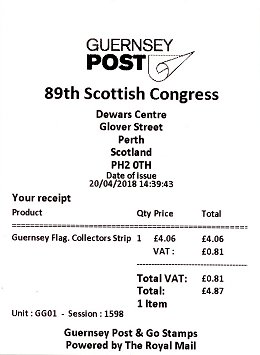 GUERNSEY
POST
89th Scottish Congress
Dewars Centre
Glover Street
Perth
Scotland
PH2 0TH
Date of Issue
20/04/2018 14:39:43
Your receipt
Product Qty Price Total
Guernsey Flag. Collectors Strip 1 £4.06 £4.06
VAT : £0.81
Total VAT: £0.81
Total: £4.87
1 Item
Unit : GG01 - Session : 1598
Guernsey Post & Go Stamps
Powered by The Royal Mail